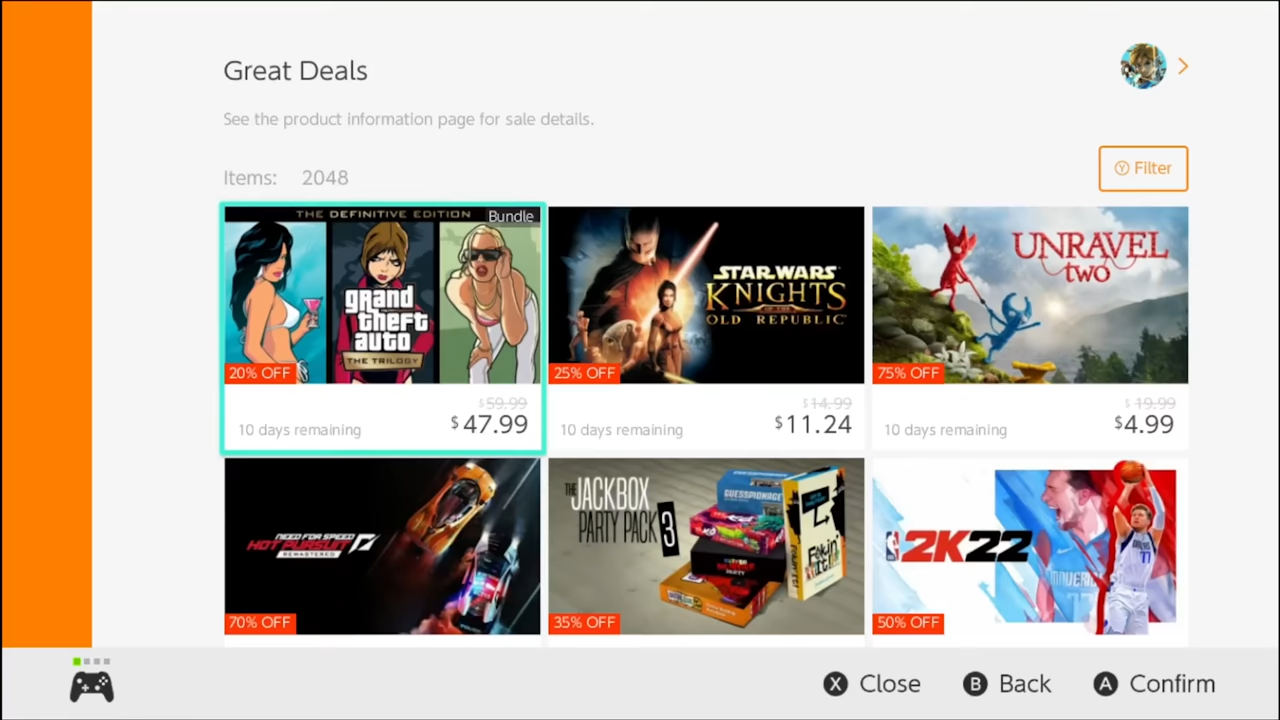 Great Deals
See the product information page for sale details.
Items: 2048
Y Filter
THE DEFINITIVE EDITION
Bundle
grand
theft
auto
THE TRILOGY
20% OFF
10 days remaining
$59.99
$47.99
STAR WARS
KNIGHTS
OF THE
OLD REPUBLIC
25% OFF
10 days remaining
$14.99
$11.24
UNRAVEL
TWO
75% OFF
10 days remaining
$19.99
$4.99
NEED FOR SPEED
HOT PURSUIT
REMASTERED
70% OFF
THE
JACKBOX
PARTY PACK 3
GUESSPIONAGE
35% OFF
NBA
2K22
77
50% OFF
X Close
B Back
A Confirm